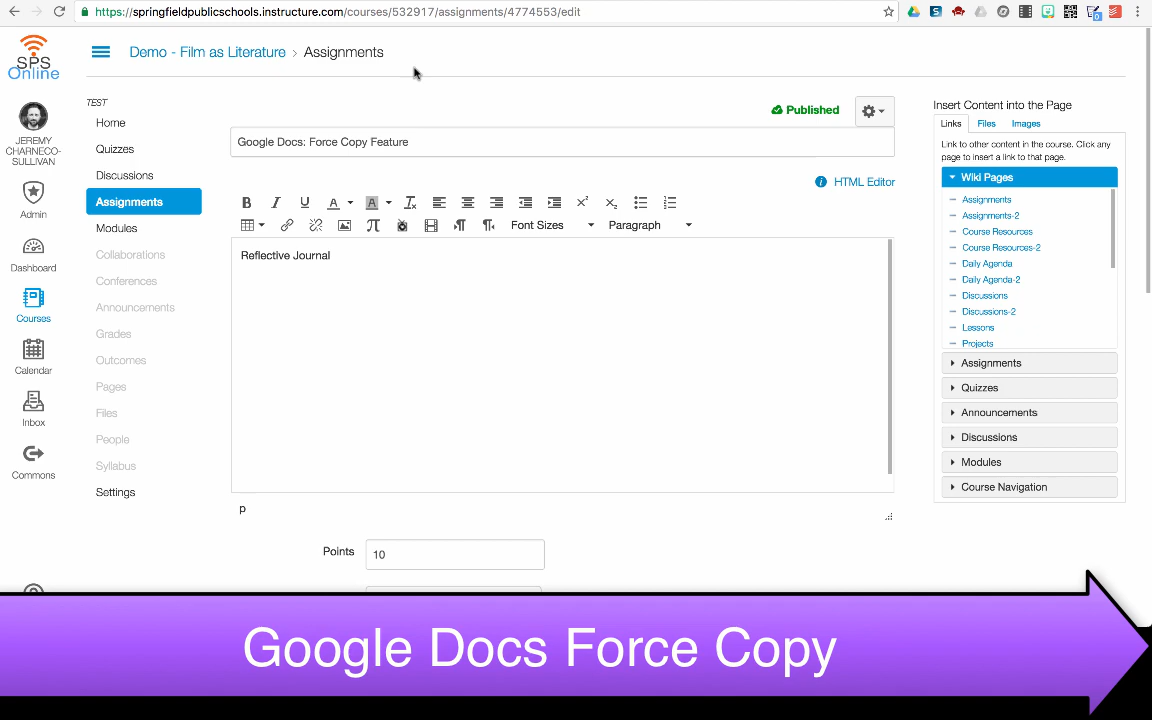 https://springfieldpublicschools.instructure.com/courses/532917/assignments/4774553/edit
SPS
Online
Demo - Film as Literature > Assignments
JEREMY
CHARNECO-
SULLIVAN
Admin
Dashboard
Courses
Calendar
Inbox
Commons
TEST
Home
Quizzes
Discussions
Assignments
Modules
Collaborations
Conferences
Announcements
Grades
Outcomes
Pages
Files
People
Syllabus
Settings
Published
Google Docs: Force Copy Feature
HTML Editor
Font Sizes
Paragraph
Reflective Journal
p
Points
10
Insert Content into the Page
Links Files Images
Link to other content in the course. Click any
page to insert a link to that page.
Wiki Pages
Assignments
Assignments-2
Course Resources
Course Resources-2
Daily Agenda
Daily Agenda-2
Discussions
Discussions-2
Lessons
Projects
Assignments
Quizzes
Announcements
Discussions
Modules
Course Navigation
Google Docs Force Copy